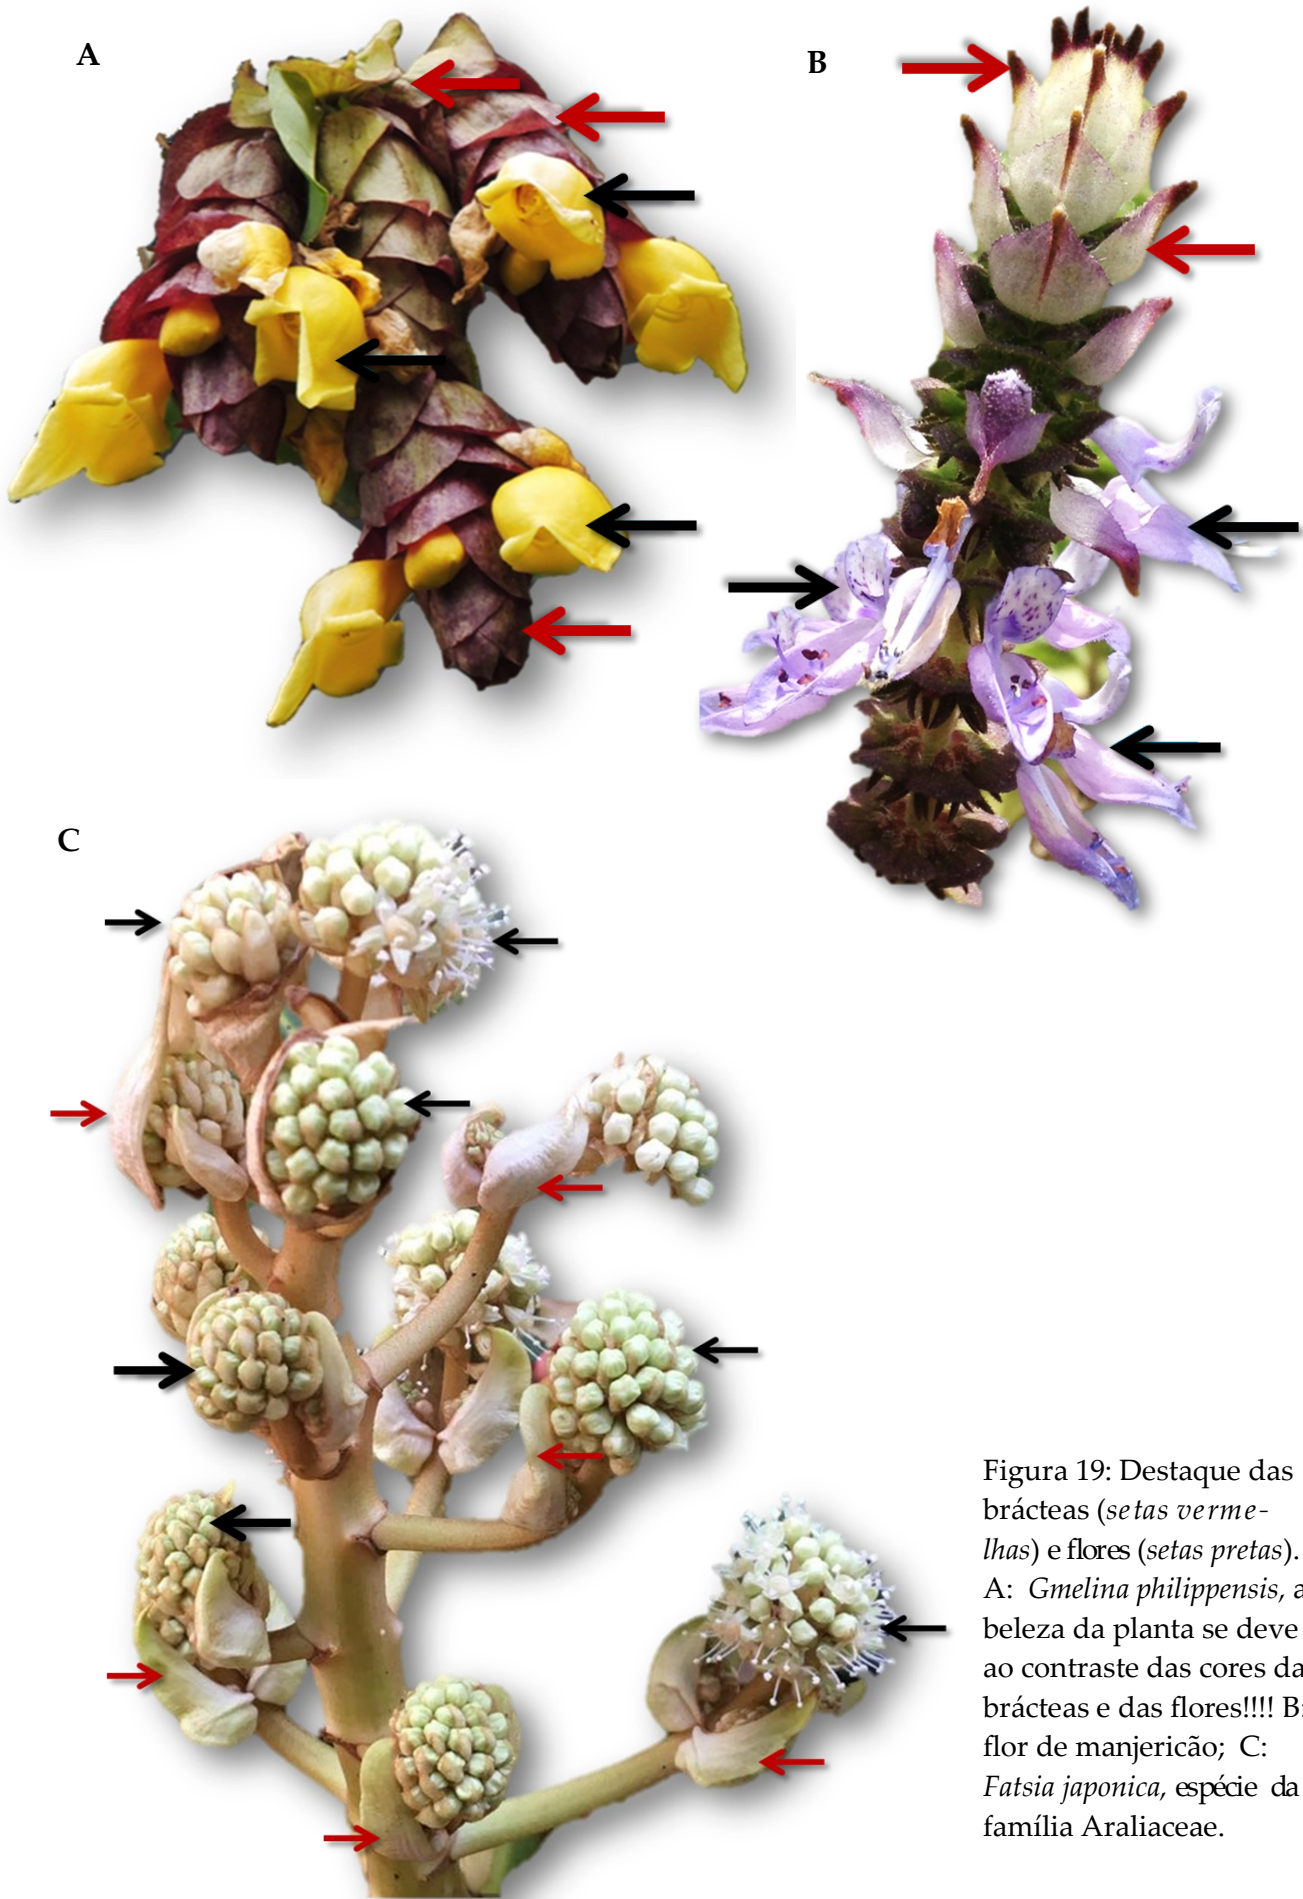 A
B
C
Figura 19: Destaque das
brácteas (setas verme-
lhas) e flores (setas pretas).
A: Gmelina philippensis, a
beleza da planta se deve
ao contraste das cores da
brácteas e das flores!!!! B:
flor de manjericão; C:
Fatsia japonica, espécie da
família Araliaceae.